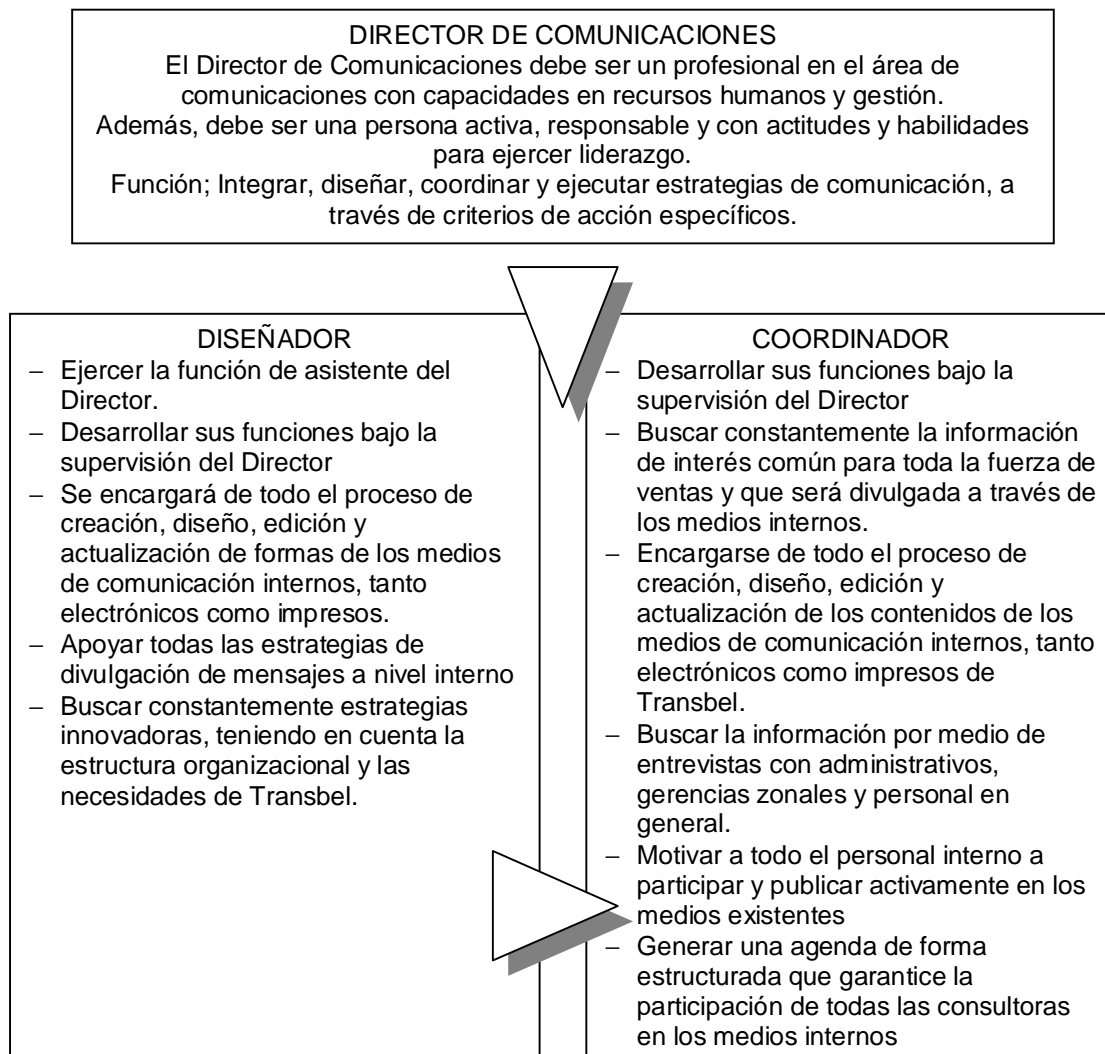 DIRECTOR DE COMUNICACIONES
El Director de Comunicaciones debe ser un profesional en el área de
comunicaciones con capacidades en recursos humanos y gestión.
Además, debe ser una persona activa, responsable y con actitudes y habilidades
para ejercer liderazgo.
Función; Integrar, diseñar, coordinar y ejecutar estrategias de comunicación, a
través de criterios de acción específicos.
DISEÑADOR
– Ejercer la función de asistente del
Director.
– Desarrollar sus funciones bajo la
supervisión del Director
– Se encargará de todo el proceso de
creación, diseño, edición y
actualización de formas de los medios
de comunicación internos, tanto
electrónicos como impresos.
– Apoyar todas las estrategias de
divulgación de mensajes a nivel interno
– Buscar constantemente estrategias
innovadoras, teniendo en cuenta la
estructura organizacional y las
necesidades de Transbel.
COORDINADOR
– Desarrollar sus funciones bajo la
supervisión del Director
– Buscar constantemente la información
de interés común para toda la fuerza de
ventas y que será divulgada a través de
los medios internos.
– Encargarse de todo el proceso de
creación, diseño, edición y
actualización de los contenidos de los
medios de comunicación internos, tanto
electrónicos como impresos de
Transbel.
– Buscar la información por medio de
entrevistas con administrativos,
gerencias zonales y personal en
general.
– Motivar a todo el personal interno a
participar y publicar activamente en los
medios existentes
– Generar una agenda de forma
estructurada que garantice la
participación de todas las consultoras
en los medios internos